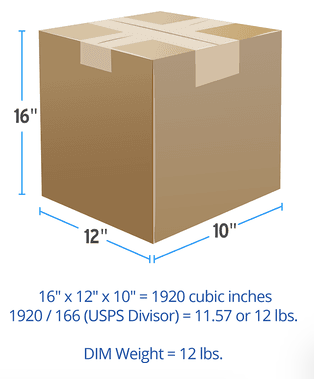 16"
12"
10"
16" x 12" x 10" = 1920 cubic inches
1920 / 166 (USPS Divisor) = 11.57 or 12 lbs.
DIM Weight = 12 lbs.